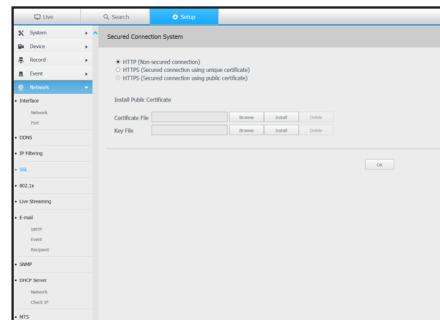 Live
Search
Setup
System
Device
Record
Event
Network
Interface
Network
Port
DDNS
IP Filtering
SSL
802.1x
Live Streaming
E-mail
SMTP
Event
Recipient
SNMP
DHCP Server
Network
Check IP
MTS
Secured Connection System
HTTP (Non-secured connection)
HTTPS (Secured connection using unique certificate)
HTTPS (Secured connection using public certificate)
Install Public Certificate
Certificate File Browse Install Delete
Key File Browse Install Delete
OK